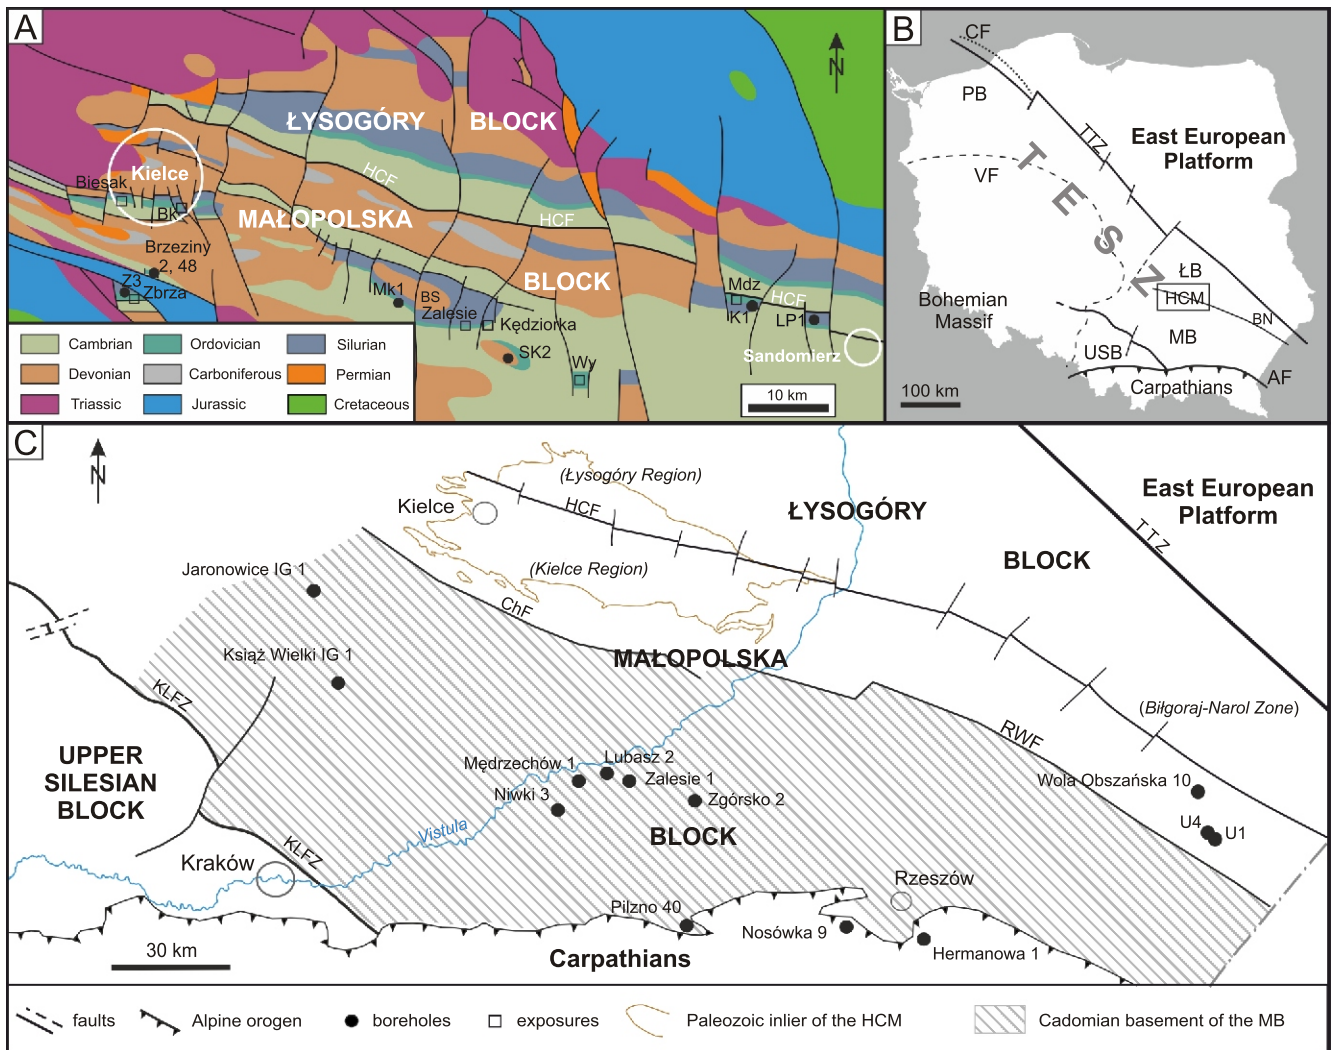 A
N
ŁYSOGÓRY
BLOCK
HCF
Kielce
Biesak
BK
MAŁOPOLSKA
HCF
Brzeziny
2, 48
Z3
Zbrza
BLOCK
Mk1
BS
Zalesie
Kędziorka
Mdz
HCF
K1
LP1
SK2
Wy
Sandomierz
10 km
Cambrian
Ordovician
Silurian
Devonian
Carboniferous
Permian
Triassic
Jurassic
Cretaceous
B
CF
PB
TTZ
East European
Platform
VF
T E S Z
ŁB
HCM
Bohemian
Massif
BN
MB
USB
AF
Carpathians
100 km
C
N
(Łysogóry Region)
Kielce
HCF
ŁYSOGÓRY
East European
Platform
TTZ
BLOCK
(Kielce Region)
Jaronowice IG 1
ChF
Książ Wielki IG 1
MAŁOPOLSKA
KLFZ
(Biłgoraj-Narol Zone)
RWF
UPPER
SILESIAN
BLOCK
Mędrzechów 1
Lubasz 2
Zalesie 1
Niwki 3
Zgórsko 2
Wola Obszańska 10
U4
U1
Vistula
BLOCK
KLFZ
Kraków
Rzeszów
Pilzno 40
Nosówka 9
Hermanowa 1
Carpathians
30 km
faults
Alpine orogen
boreholes
exposures
Paleozoic inlier of the HCM
Cadomian basement of the MB